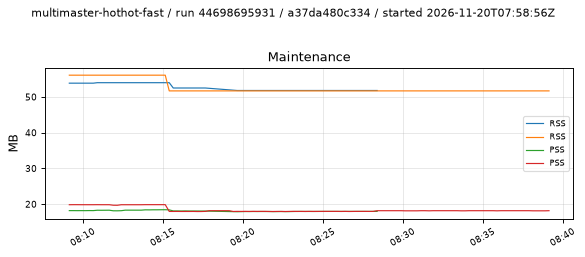 multimaster-hothot-fast / run 44698695931 / a37da480c334 / started 2026-11-20T07:58:56Z
Maintenance
MB
50
40
30
20
RSS
RSS
PSS
PSS
08:10
08:15
08:20
08:25
08:30
08:35
08:40